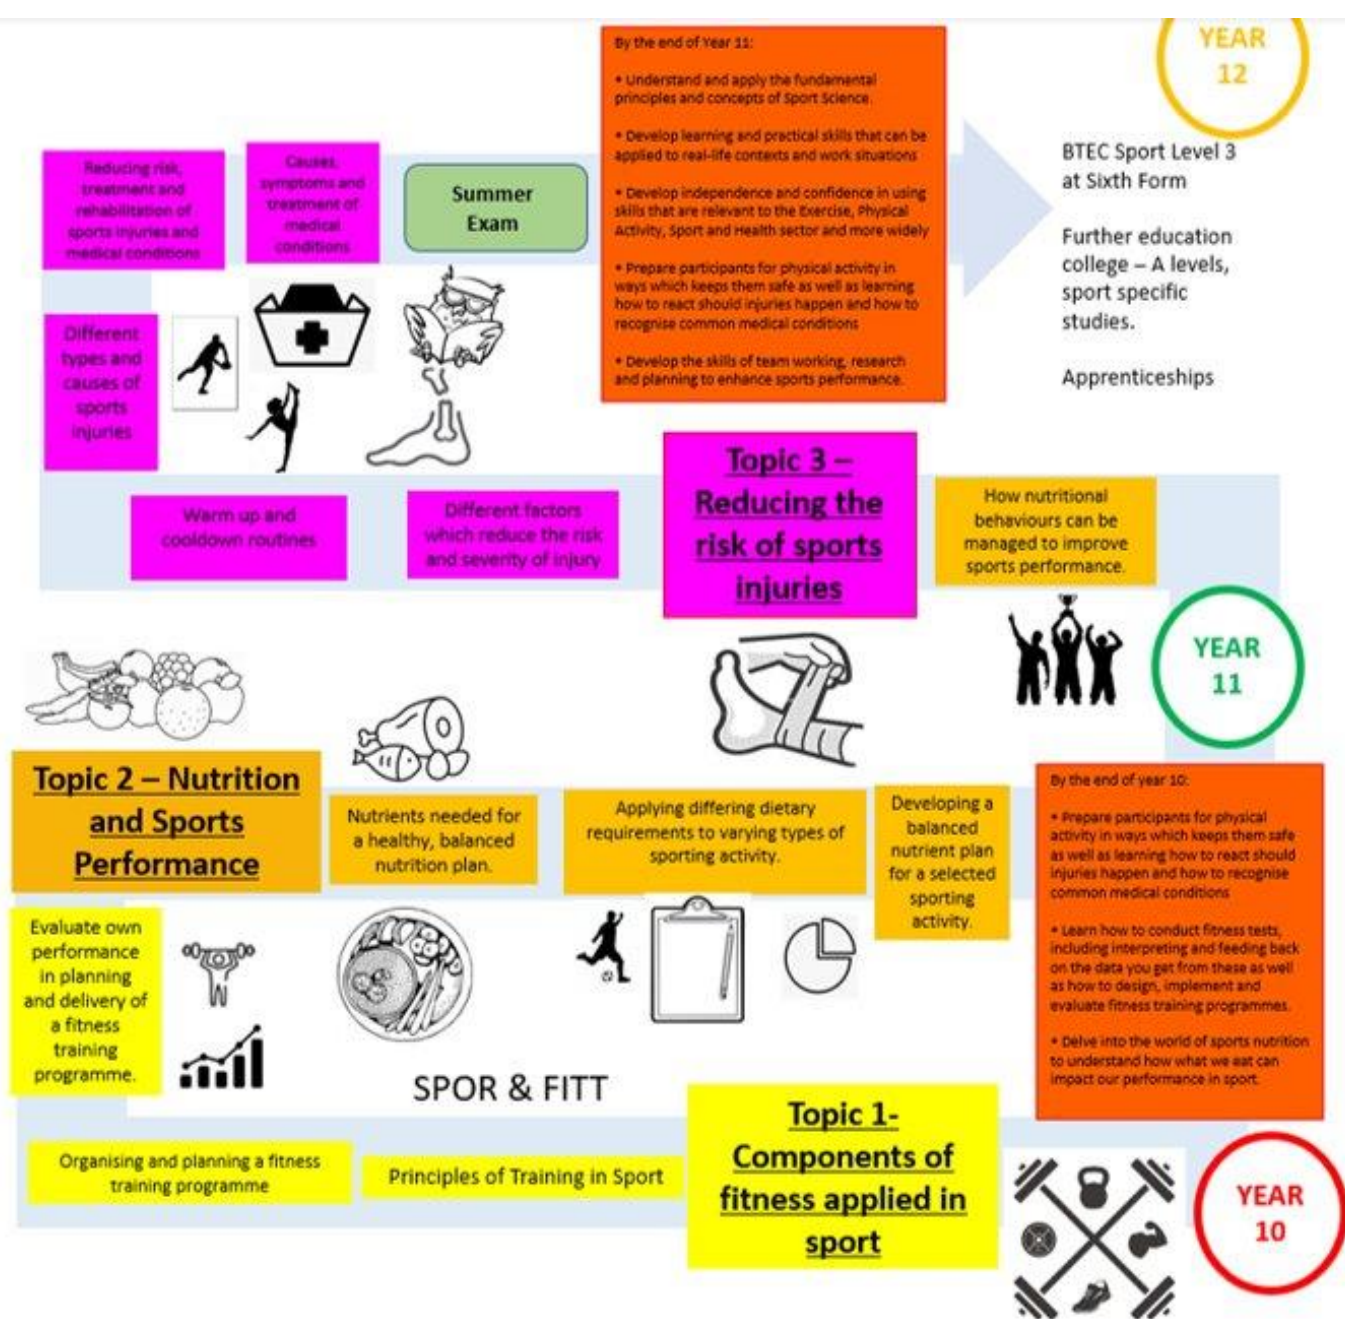 YEAR
12
By the end of Year 11:
• Understand and apply the fundamental
principles and concepts of Sport Science.
• Develop learning and practical skills that can be
applied to real-life contexts and work situations
• Develop independence and confidence in using
skills that are relevant to the Exercise, Physical
Activity, Sport and Health sector and more widely
• Prepare participants for physical activity in
ways which keeps them safe as well as learning
how to react should injuries happen and how to
recognise common medical conditions
• Develop the skills of team working, research
and planning to enhance sports performance.
BTEC Sport Level 3
at Sixth Form
Further education
college – A levels,
sport specific
studies.
Apprenticeships
Reducing risk,
treatment and
rehabilitation of
sports injuries and
medical conditions
Causes,
symptoms and
treatment of
medical
conditions
Summer
Exam
Different
types and
causes of
sports
injuries
Warm up and
cooldown routines
Different factors
which reduce the risk
and severity of injury
Topic 3 –
Reducing the
risk of sports
injuries
How nutritional
behaviours can be
managed to improve
sports performance.
YEAR
11
Topic 2 – Nutrition
and Sports
Performance
Nutrients needed for
a healthy, balanced
nutrition plan.
Applying differing dietary
requirements to varying types of
sporting activity.
Developing a
balanced
nutrient plan
for a selected
sporting
activity.
By the end of year 10:
• Prepare participants for physical
activity in ways which keeps them safe
as well as learning how to react should
injuries happen and how to recognise
common medical conditions
• Learn how to conduct fitness tests,
including interpreting and feeding back
on the data you get from these as well
as how to design, implement and
evaluate fitness training programmes.
• Delve into the world of sports nutrition
to understand how what we eat can
impact our performance in sport.
Evaluate own
performance
in planning
and delivery of
a fitness
training
programme.
SPOR & FITT
Organising and planning a fitness
training programme
Principles of Training in Sport
Topic 1-
Components of
fitness applied in
sport
YEAR
10